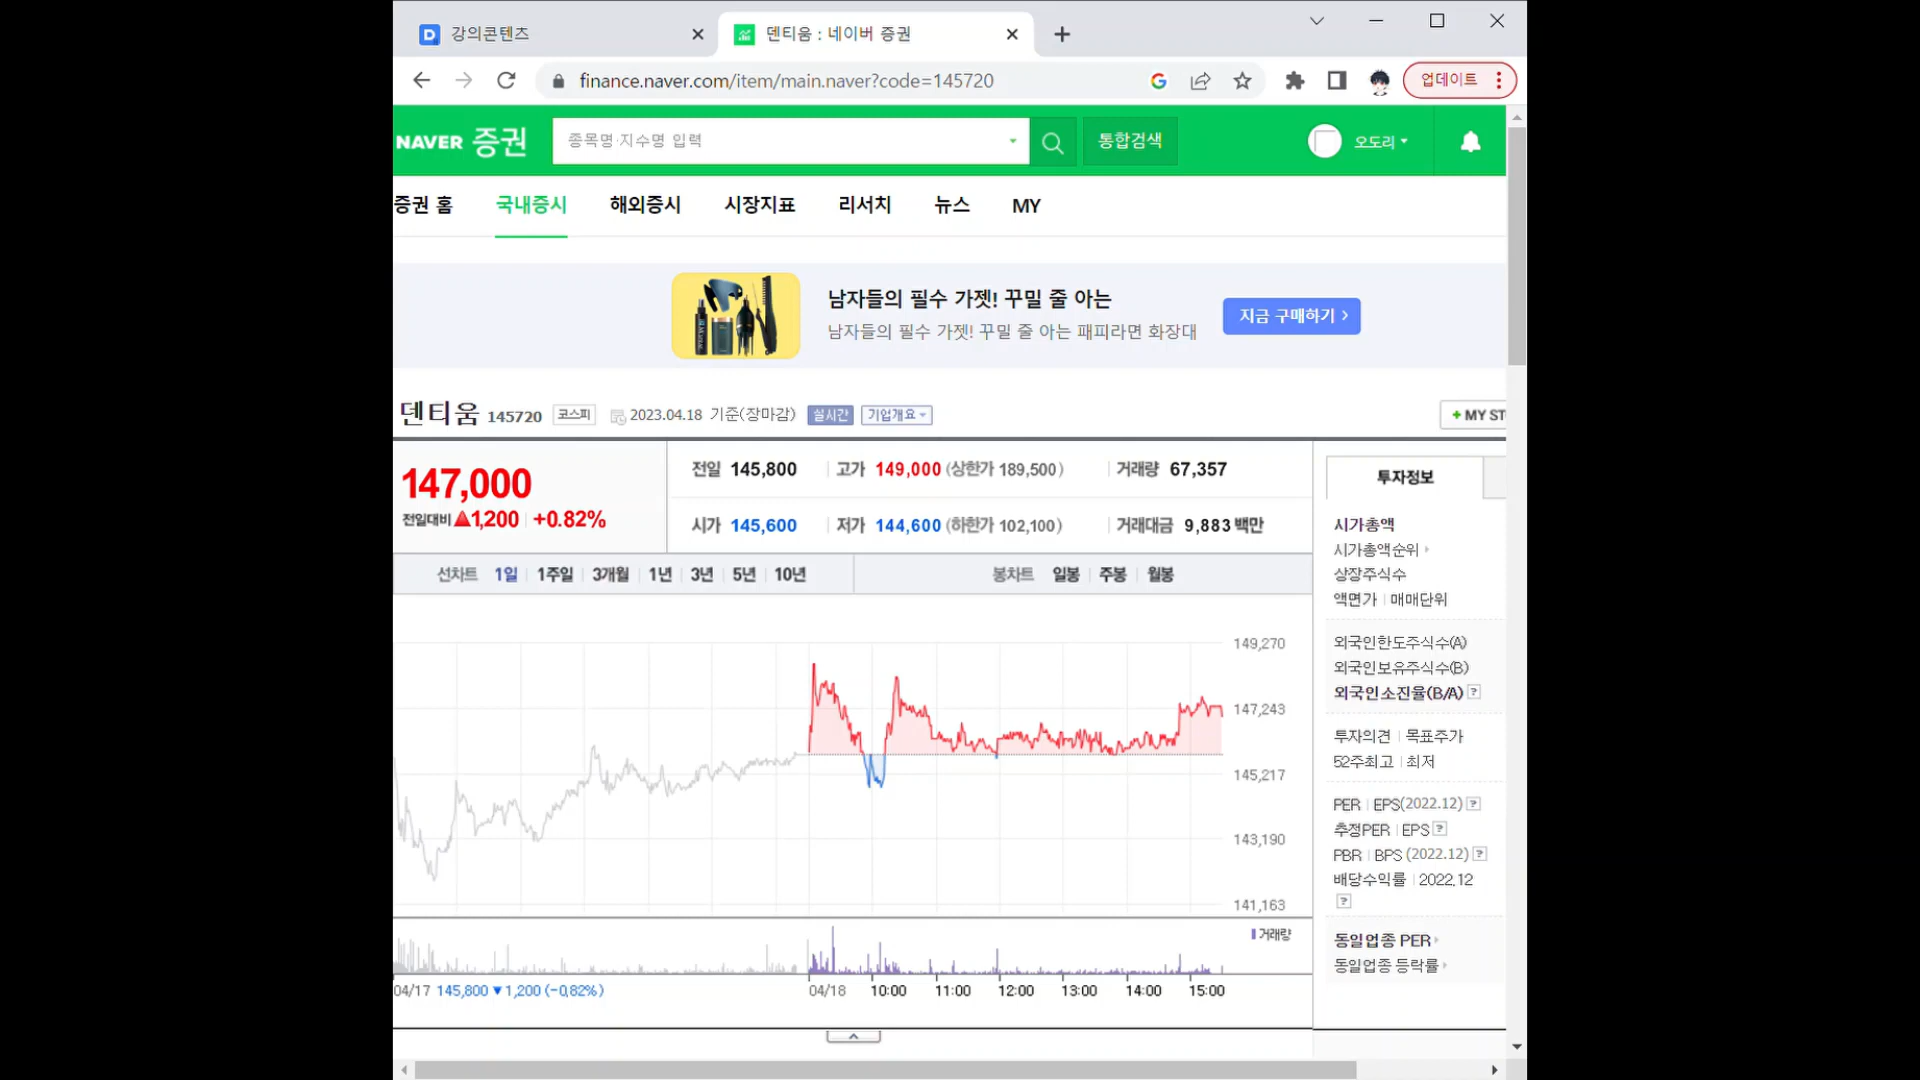 강의콘텐츠
덴티움 : 네이버 증권
finance.naver.com/item/main.naver?code=145720
업데이트
NAVER 증권
종목명·지수명 입력
통합검색
오도리
증권 홈 국내증시 해외증시 시장지표 리서치 뉴스 MY
남자들의 필수 가젯! 꾸밀 줄 아는
남자들의 필수 가젯! 꾸밀 줄 아는 패피라면 화장대
지금 구매하기
덴티움 145720 코스피 2023.04.18 기준(장마감) 실시간 기업개요
+ MY ST
147,000
전일대비 ▲1,200 +0.82%
전일 145,800 고가 149,000 (상한가 189,500) 거래량 67,357
시가 145,600 저가 144,600 (하한가 102,100) 거래대금 9,883 백만
선차트 1일 1주일 3개월 1년 3년 5년 10년
봉차트 일봉 주봉 월봉
149,270
147,243
145,217
143,190
141,163
거래량
04/17 145,800 ▼1,200 (-0.82%)
04/18 10:00 11:00 12:00 13:00 14:00 15:00
투자정보
시가총액
시가총액순위
상장주식수
액면가 | 매매단위
외국인한도주식수(A)
외국인보유주식수(B)
외국인소진율(B/A) ?
투자의견 | 목표주가
52주최고 | 최저
PER | EPS(2022.12) ?
추정PER | EPS ?
PBR | BPS (2022.12) ?
배당수익률 | 2022.12
?
동일업종 PER
동일업종 등락률